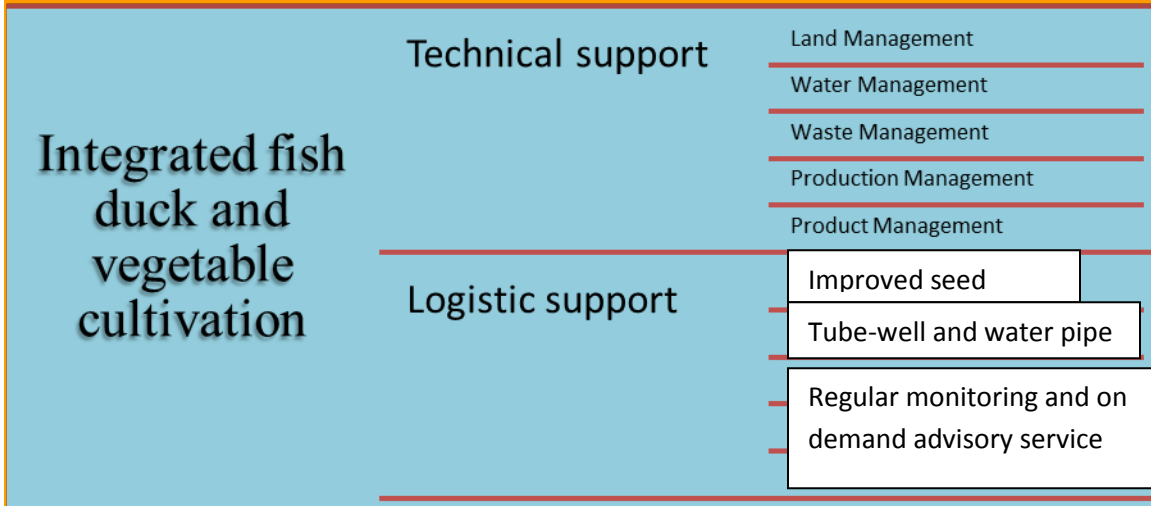 Integrated fish
duck and
vegetable
cultivation
Technical support
Land Management
Water Management
Waste Management
Production Management
Product Management
Logistic support
Improved seed
Tube-well and water pipe
Regular monitoring and on
demand advisory service